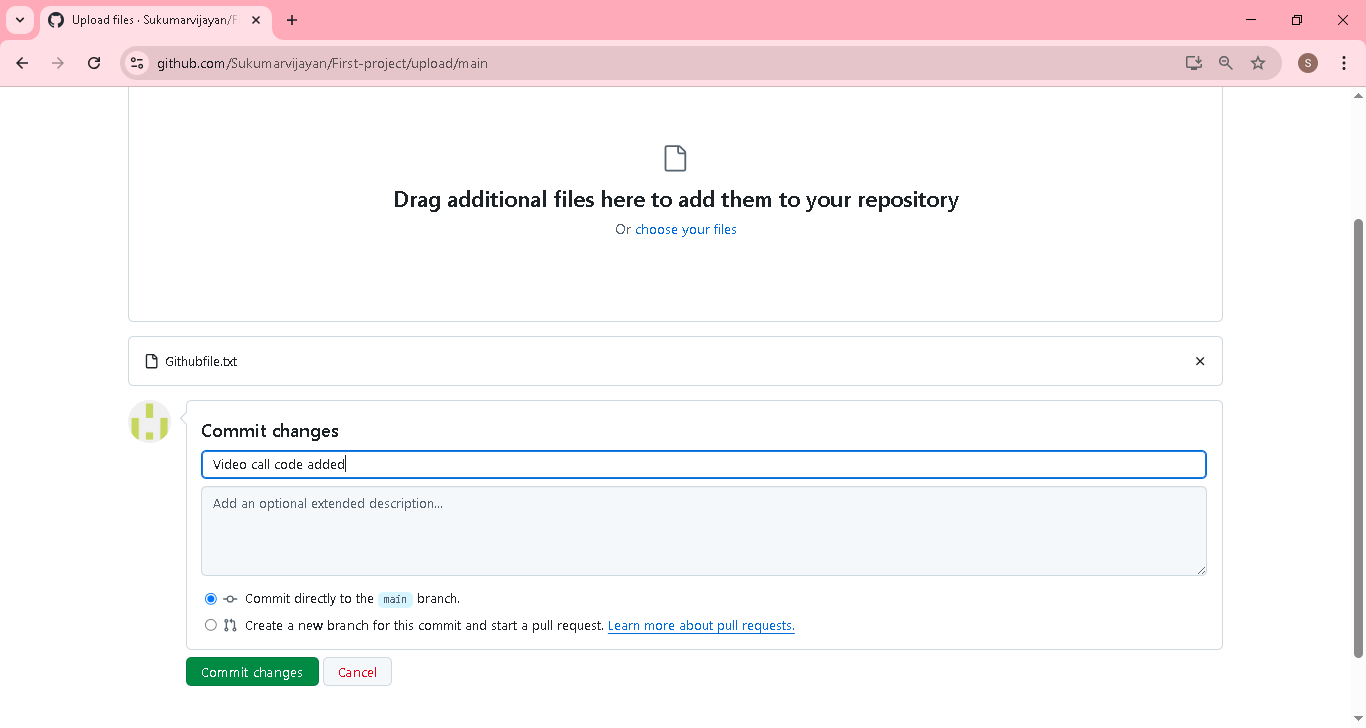 Upload files · Sukumarvijayan/F
github.com/Sukumarvijayan/First-project/upload/main
S
Drag additional files here to add them to your repository
Or choose your files
Githubfile.txt
Commit changes
Video call code added
Add an optional extended description...
Commit directly to the main branch.
Create a new branch for this commit and start a pull request. Learn more about pull requests.
Commit changes
Cancel